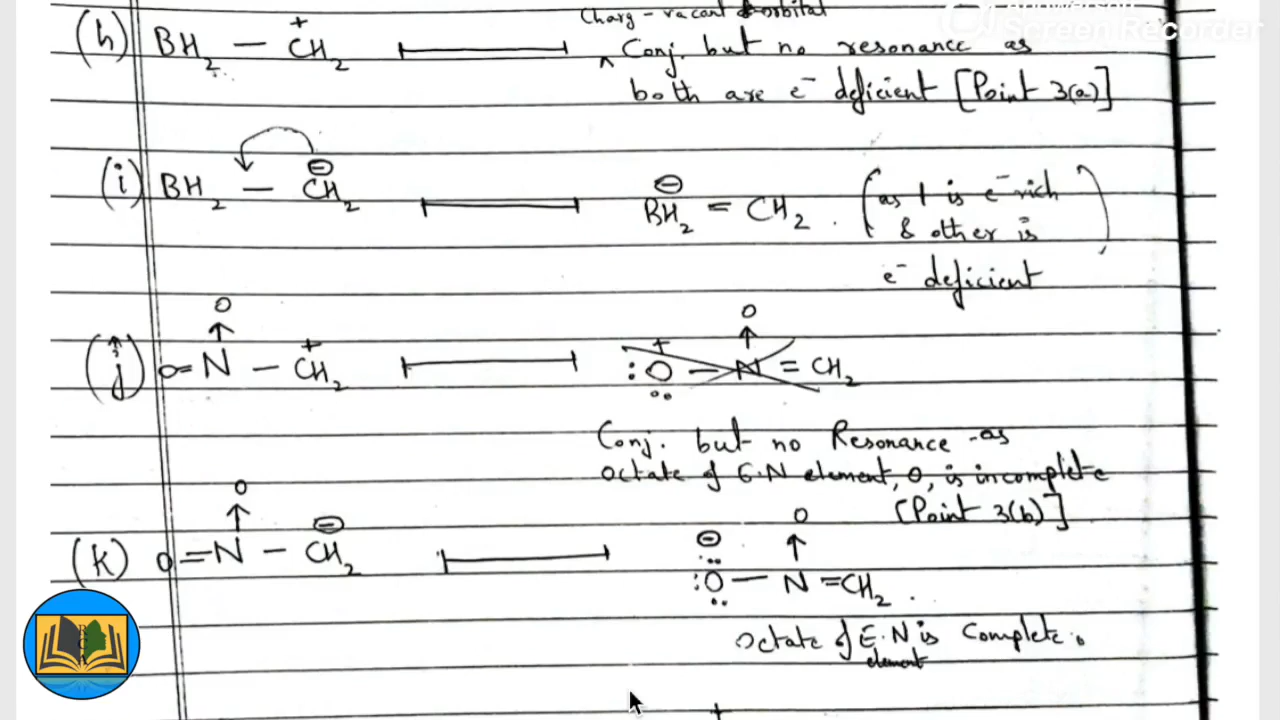 Charg - vacant orbital
(h) BH2 — C⁺H2 ⟼ ^ Conj. but no resonance as
both are e⁻ deficient [Point 3(a)]
Screen Recorder
(i) BH2 — C⊖H2 B⊖H2 = CH2 . (as 1 is e⁻ rich
& other is
e⁻ deficient)
O O
↑ ↑
(j) O=N — C⁺H2 :Ö⁺ — N = CH2
Conj. but no Resonance as
octate of E.N element, O, is incomplete
[Point 3(b)]
O O
↑ ↑
(k) O=N — C⊖H2 :Ö⊖ — N =CH2 .
octate of E.N is Complete.
element